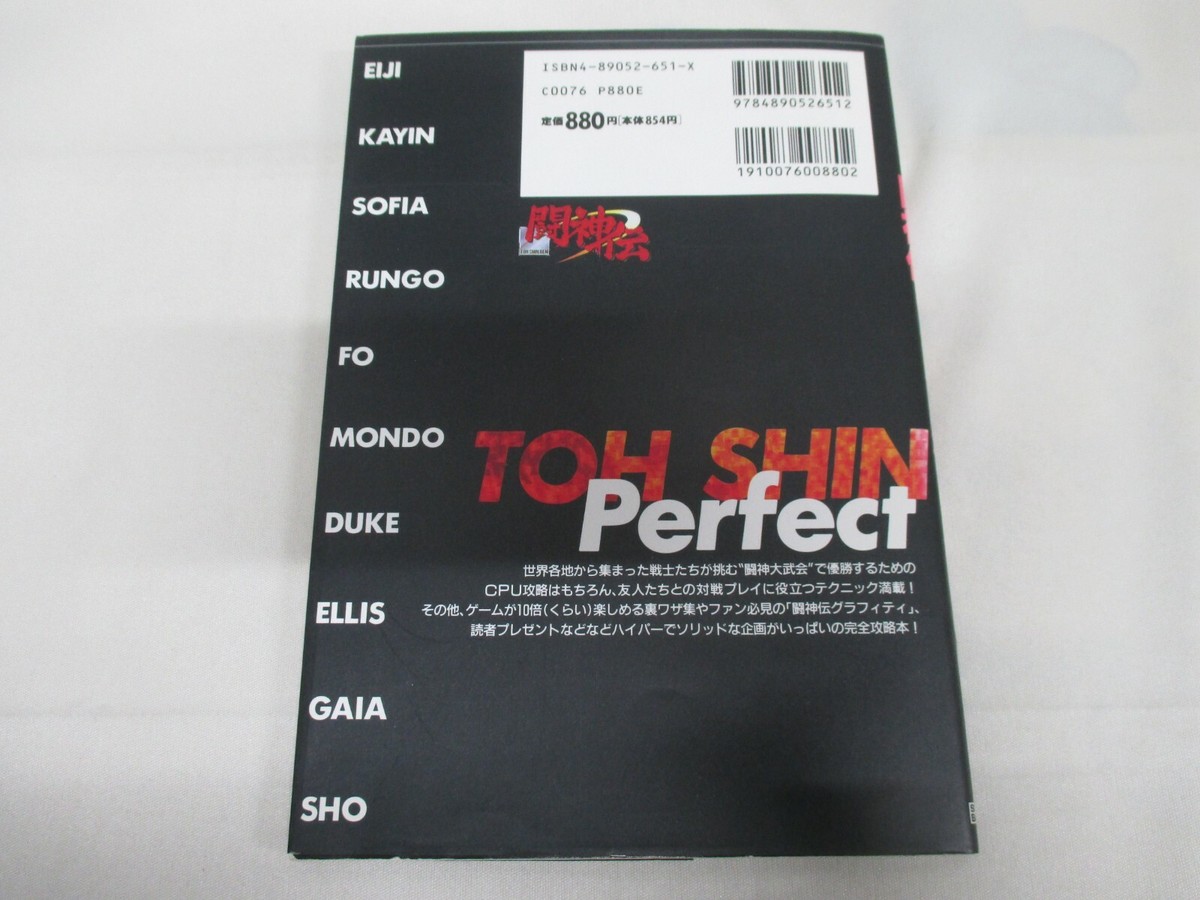 EIJI
KAYIN
SOFIA
RUNGO
FO
MONDO
DUKE
ELLIS
GAIA
SHO
ISBN4-89052-651-X
C0076 P880E
定価880円[本体854円]
9784890526512
1910076008802
闘神伝
TOH SHIN
Perfect
世界各地から集まった戦士たちが挑む"闘神大武会"で優勝するための
CPU攻略はもちろん、友人たちとの対戦プレイに役立つテクニック満載!
その他、ゲームが10倍(くらい)楽しめる裏ワザ集やファン必見の「闘神伝グラフィティ」、
読者プレゼントなどなどハイパーでソリッドな企画がいっぱいの完全攻略本!